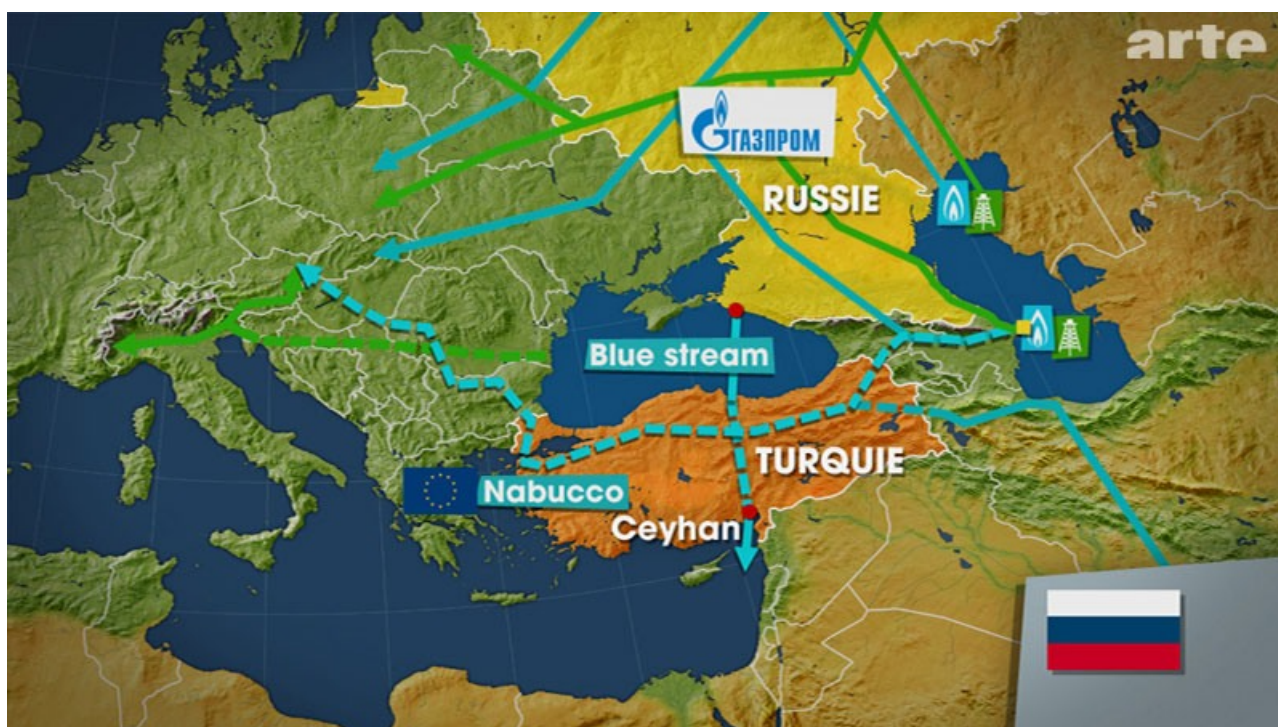 arte
ГАЗПРОМ
RUSSIE
Blue stream
TURQUIE
Nabucco
Ceyhan